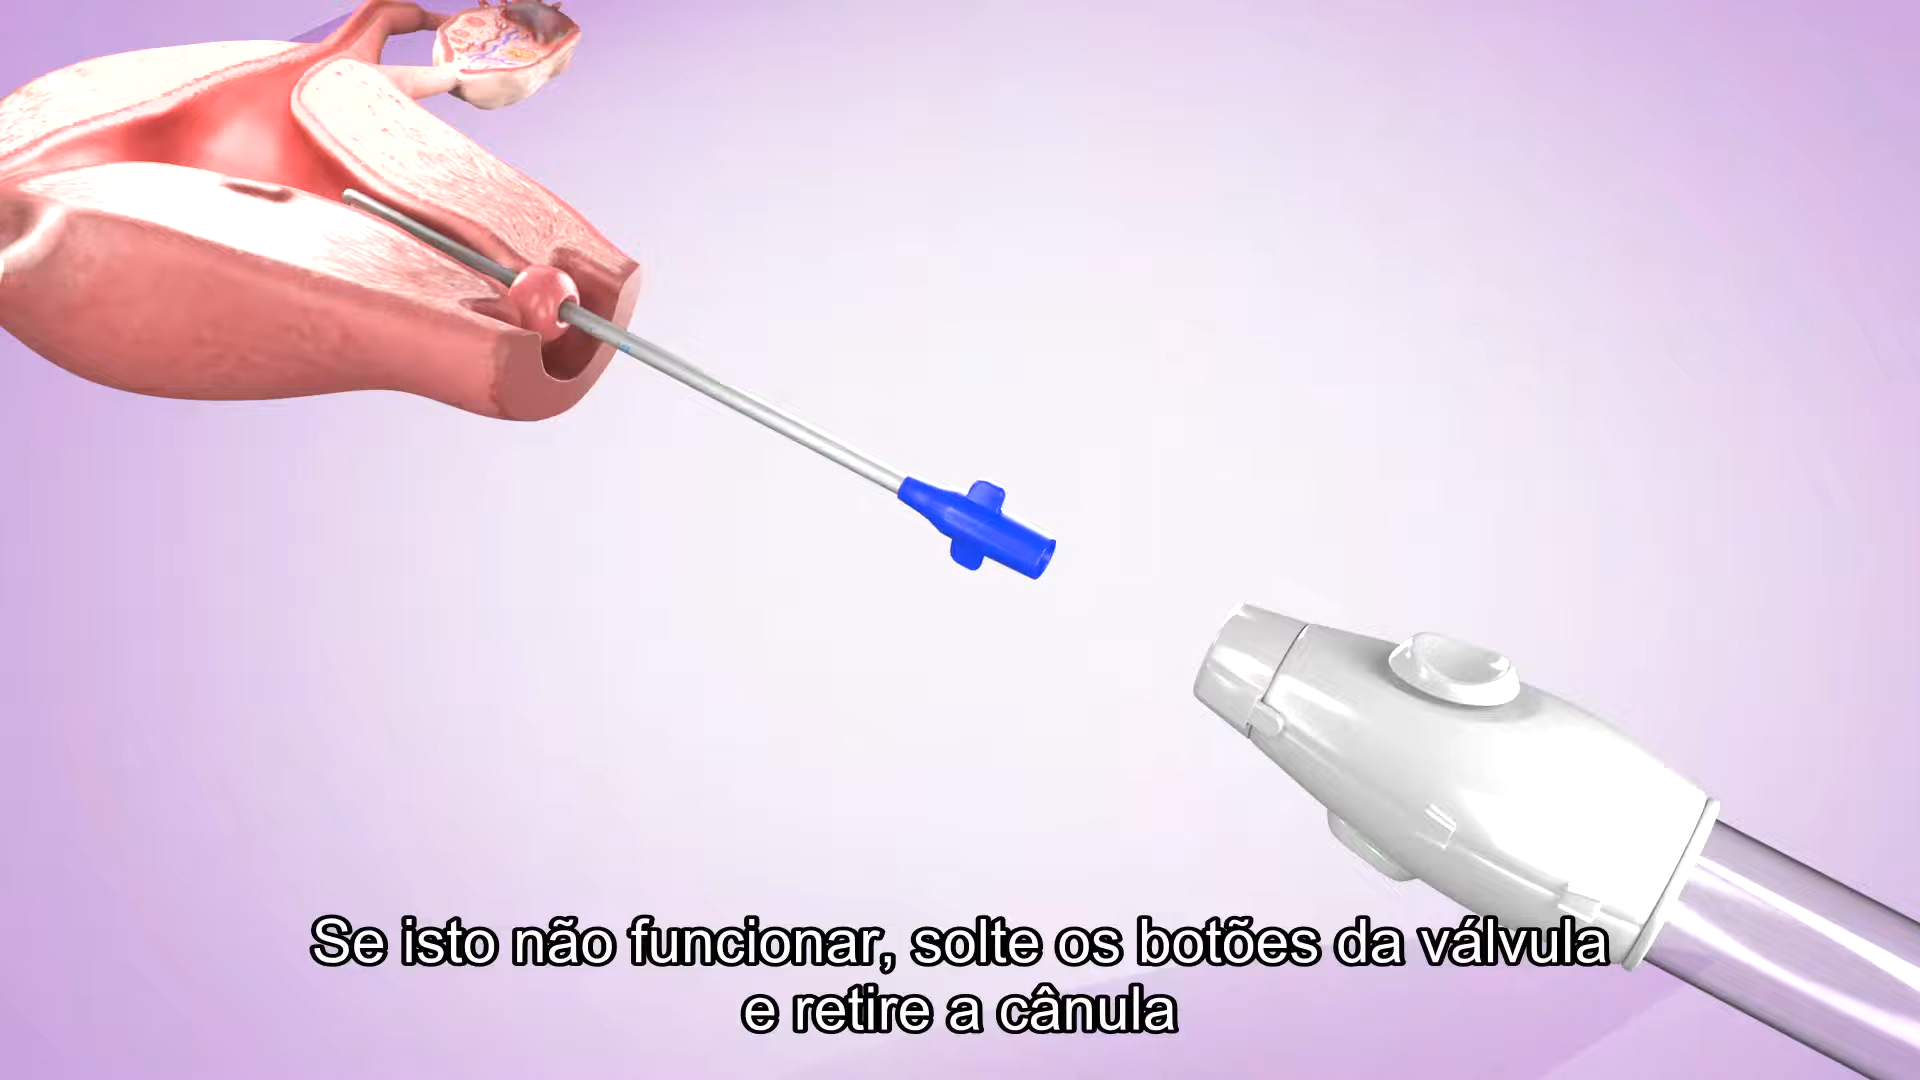 Se isto não funcionar, solte os botões da válvula
e retire a cânula